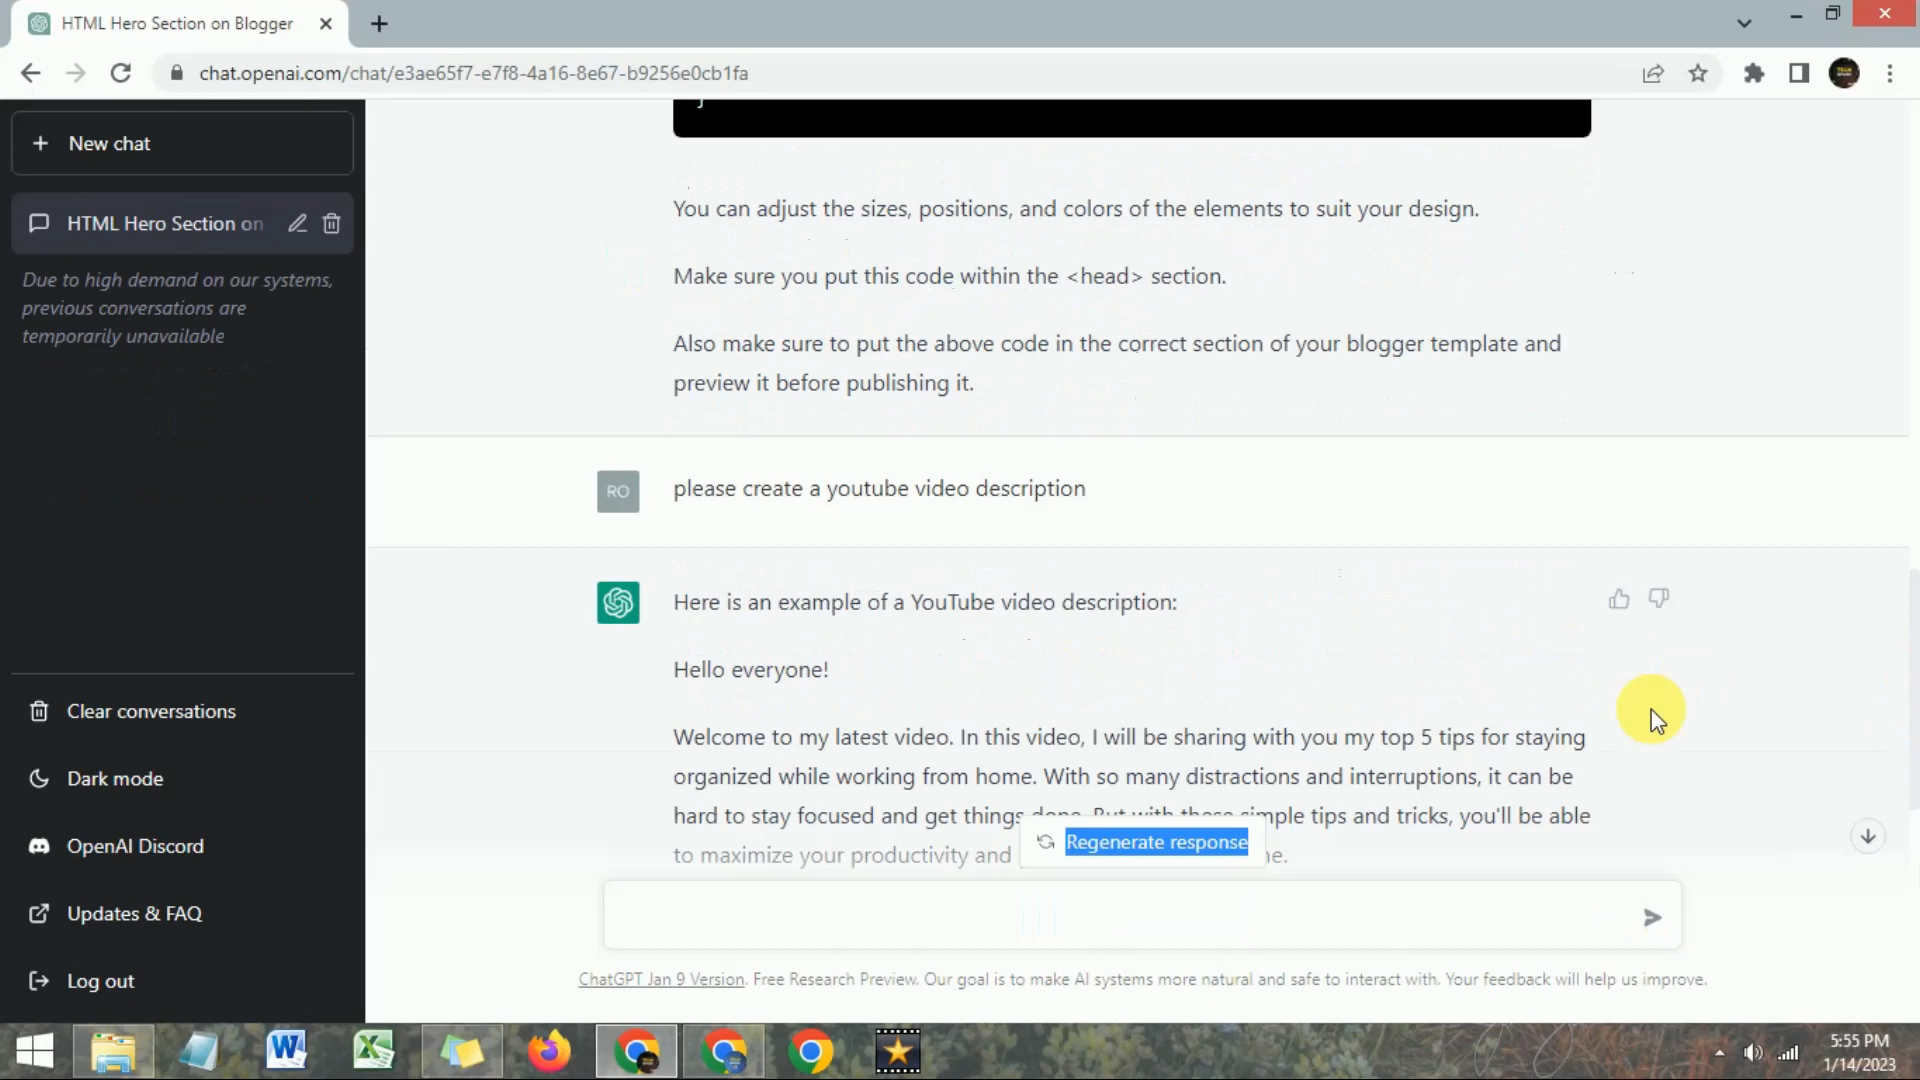 HTML Hero Section on Blogger
chat.openai.com/chat/e3ae65f7-e7f8-4a16-8e67-b9256e0cb1fa
New chat
HTML Hero Section on
Due to high demand on our systems,
previous conversations are
temporarily unavailable
Clear conversations
Dark mode
OpenAI Discord
Updates & FAQ
Log out
You can adjust the sizes, positions, and colors of the elements to suit your design.
Make sure you put this code within the <head> section.
Also make sure to put the above code in the correct section of your blogger template and
preview it before publishing it.
RO
please create a youtube video description
Here is an example of a YouTube video description:
Hello everyone!
Welcome to my latest video. In this video, I will be sharing with you my top 5 tips for staying
organized while working from home. With so many distractions and interruptions, it can be
hard to stay focused and get things done. But with these simple tips and tricks, you'll be able
to maximize your productivity and
Regenerate response
ChatGPT Jan 9 Version. Free Research Preview. Our goal is to make AI systems more natural and safe to interact with. Your feedback will help us improve.
5:55 PM
1/14/2023